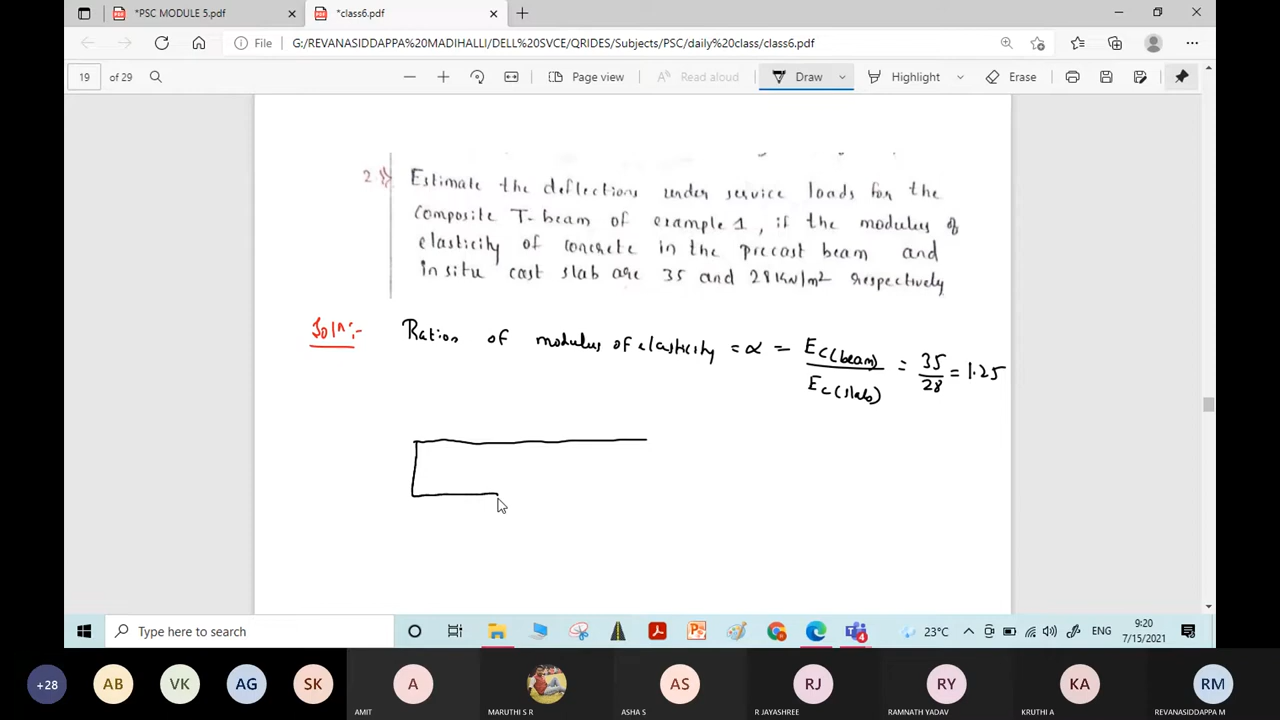 *PSC MODULE 5.pdf
*class6.pdf
File
G:/REVANASIDDAPPA%20MADIHALLI/DELL%20SVCE/QRIDES/Subjects/PSC/daily%20class/class6.pdf
19 of 29
Page view
Read aloud
Draw
Highlight
Erase
2
Estimate the deflections under service loads for the
composite T-beam of example 1, if the modulus of
elasticity of concrete in the precast beam and
insitu cast slab are 35 and 28KN/m² respectively
Soln:-
Ration of modulus of elasticity = α = Ec(beam)/Ec(slab) = 35/28 = 1.25
Type here to search
4
23°C
ENG
9:20
7/15/2021
+28
AB
VK
AG
SK
A
AS
RJ
RY
KA
RM
AMIT
MARUTHI S R
ASHA S
R JAYASHREE
RAMNATH YADAV
KRUTHI A
REVANASIDDAPPA M